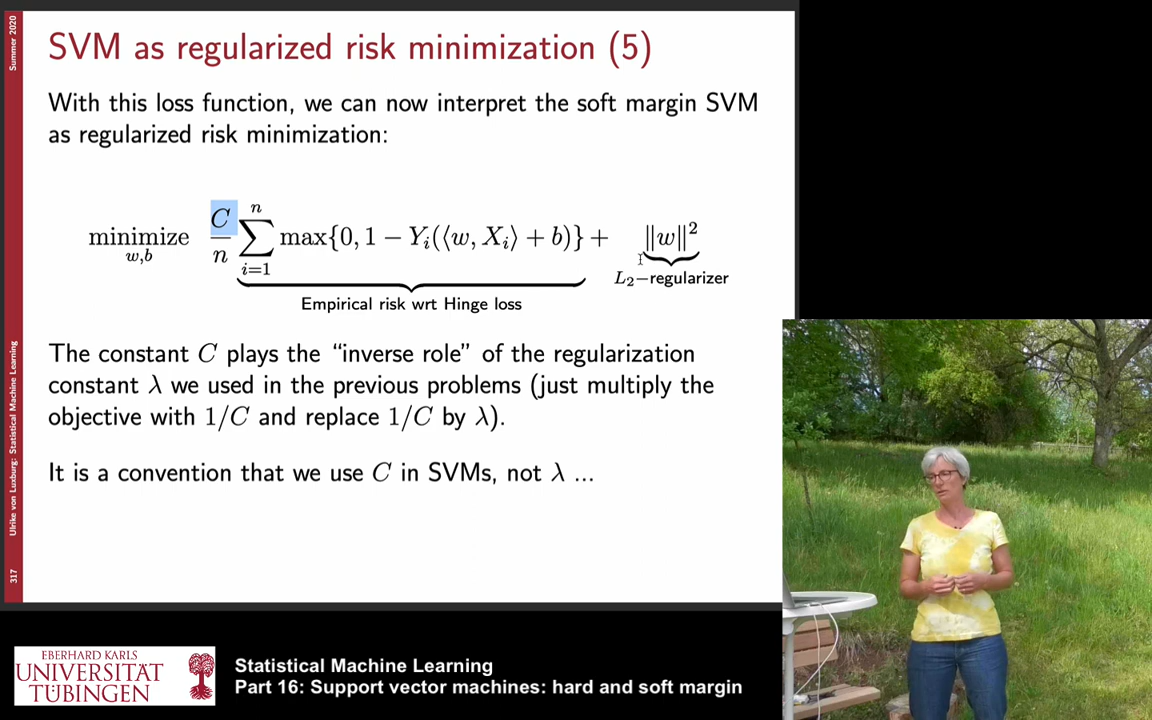 Summer 2020
SVM as regularized risk minimization (5)
With this loss function, we can now interpret the soft margin SVM
as regularized risk minimization:
minimize w,b C/n ∑ i=1 n max{0, 1 − Yᵢ(⟨w, Xᵢ⟩ + b)} + ‖w‖²
Empirical risk wrt Hinge loss
L₂−regularizer
The constant C plays the “inverse role” of the regularization
constant λ we used in the previous problems (just multiply the
objective with 1/C and replace 1/C by λ).
It is a convention that we use C in SVMs, not λ ...
Ulrike von Luxburg: Statistical Machine Learning
317
EBERHARD KARLS
UNIVERSITÄT
TÜBINGEN
Statistical Machine Learning
Part 16: Support vector machines: hard and soft margin